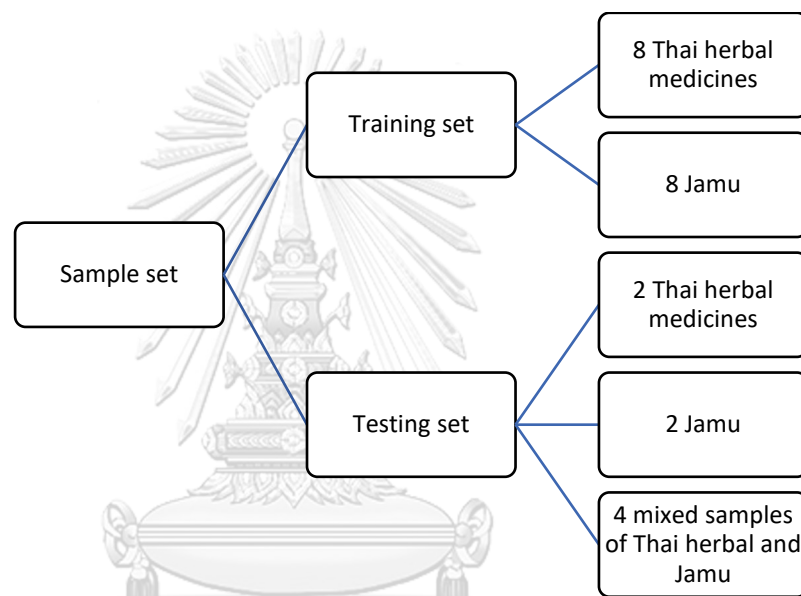 Sample set
Training set
8 Thai herbal
medicines
8 Jamu
Testing set
2 Thai herbal
medicines
2 Jamu
4 mixed samples
of Thai herbal and
Jamu